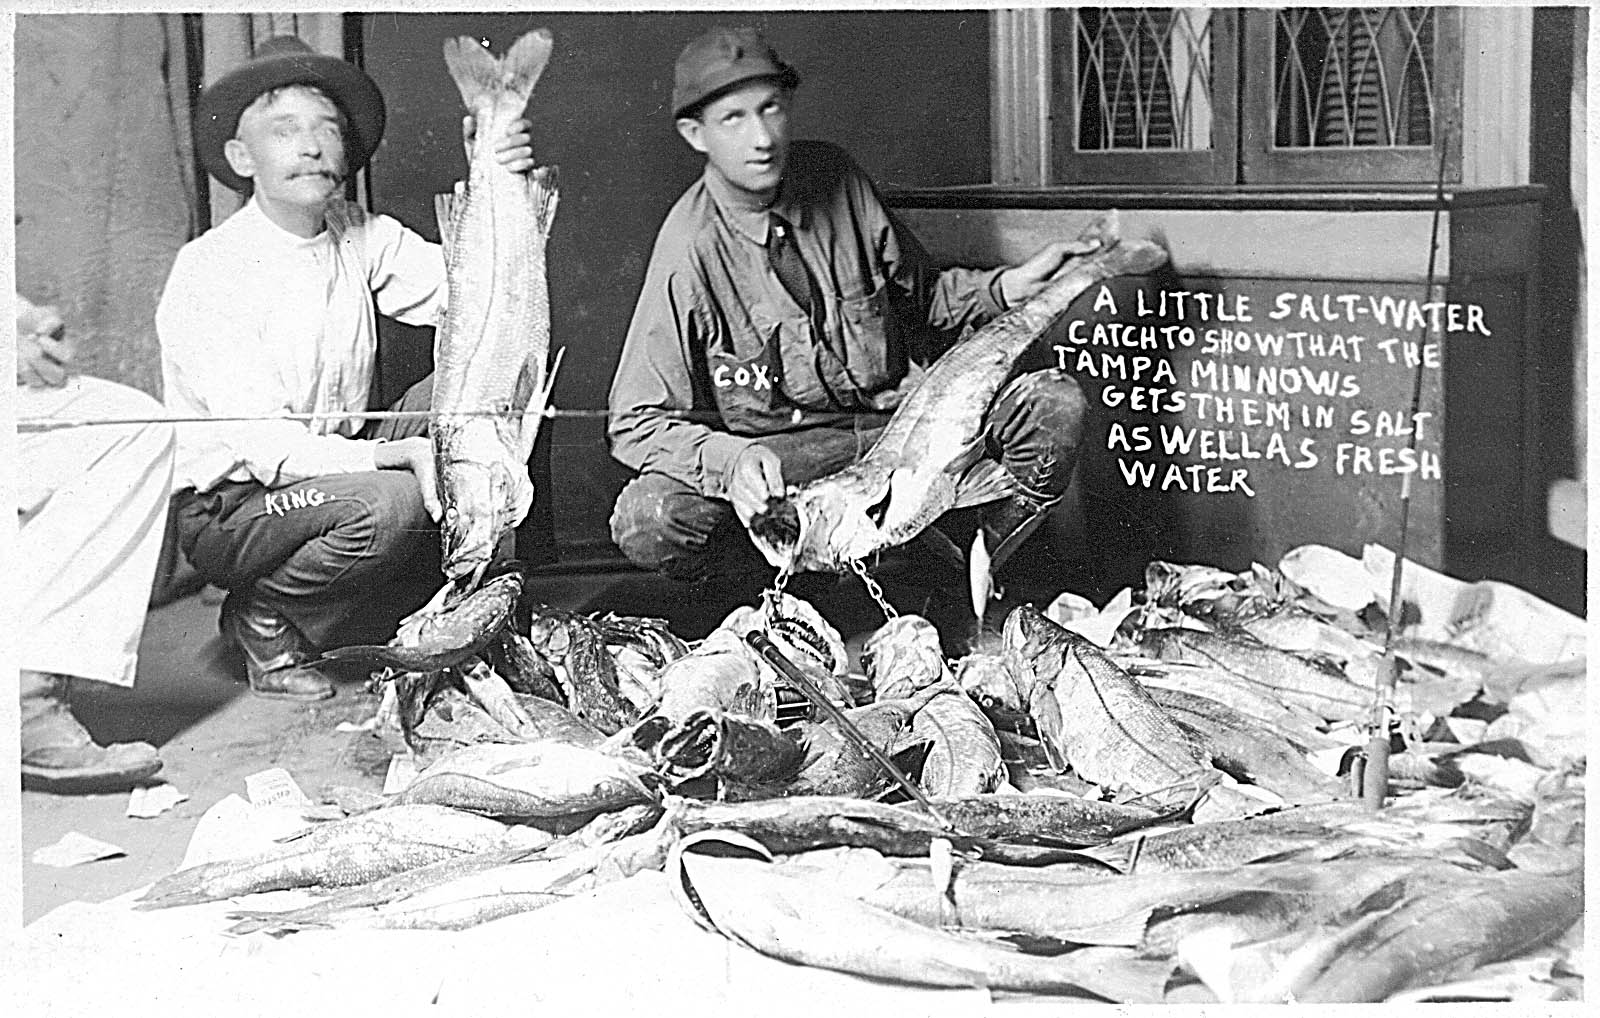 KING.
COX.
A LITTLE SALT-WATER
CATCH TO SHOW THAT THE
TAMPA MINNOWS
GETS THEM IN SALT
AS WELL AS FRESH
WATER